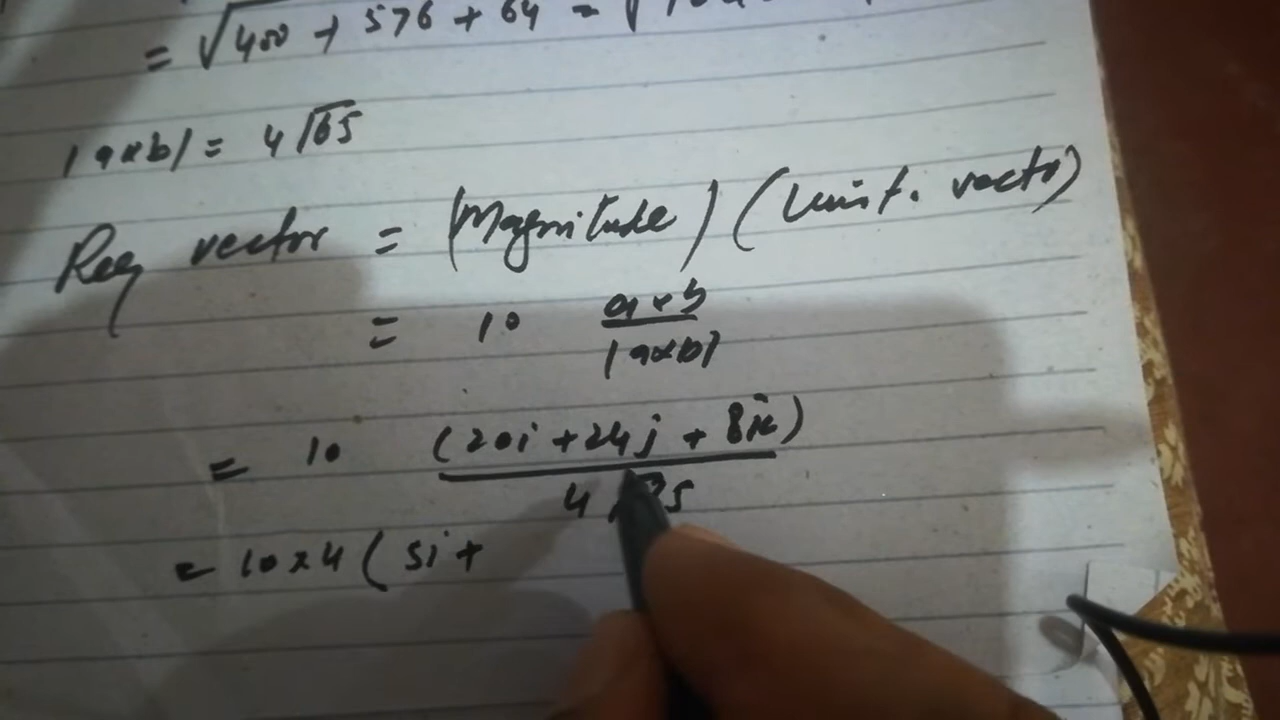 = √400 + 576 + 64 = √
|a×b| = 4√65
Req vector = (Magnitude) (Unit. vector)
= 10 a×b / |a×b|
= 10 (20i + 24j + 8k) / 4√65
= 10×4 ( 5i +